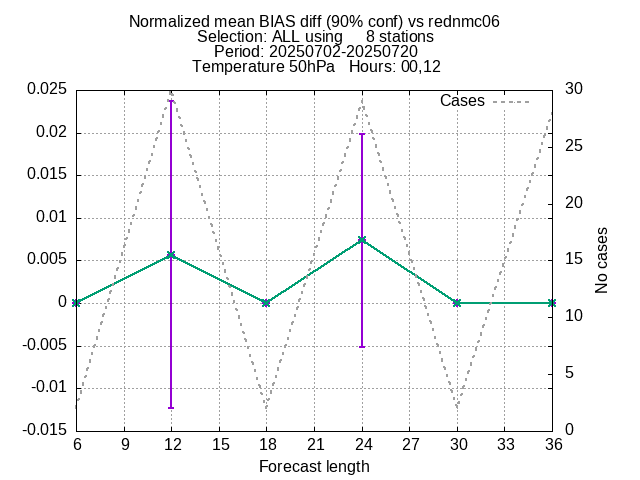 Normalized mean BIAS diff (90% conf) vs rednmc06
Selection: ALL using     8 stations
Period: 20250702-20250720
Temperature 50hPa   Hours: 00,12
Cases
0.025
0.02
0.015
0.01
0.005
0
-0.005
-0.01
-0.015
30
25
20
15
10
5
0
No cases
6 9 12 15 18 21 24 27 30 33 36
Forecast length